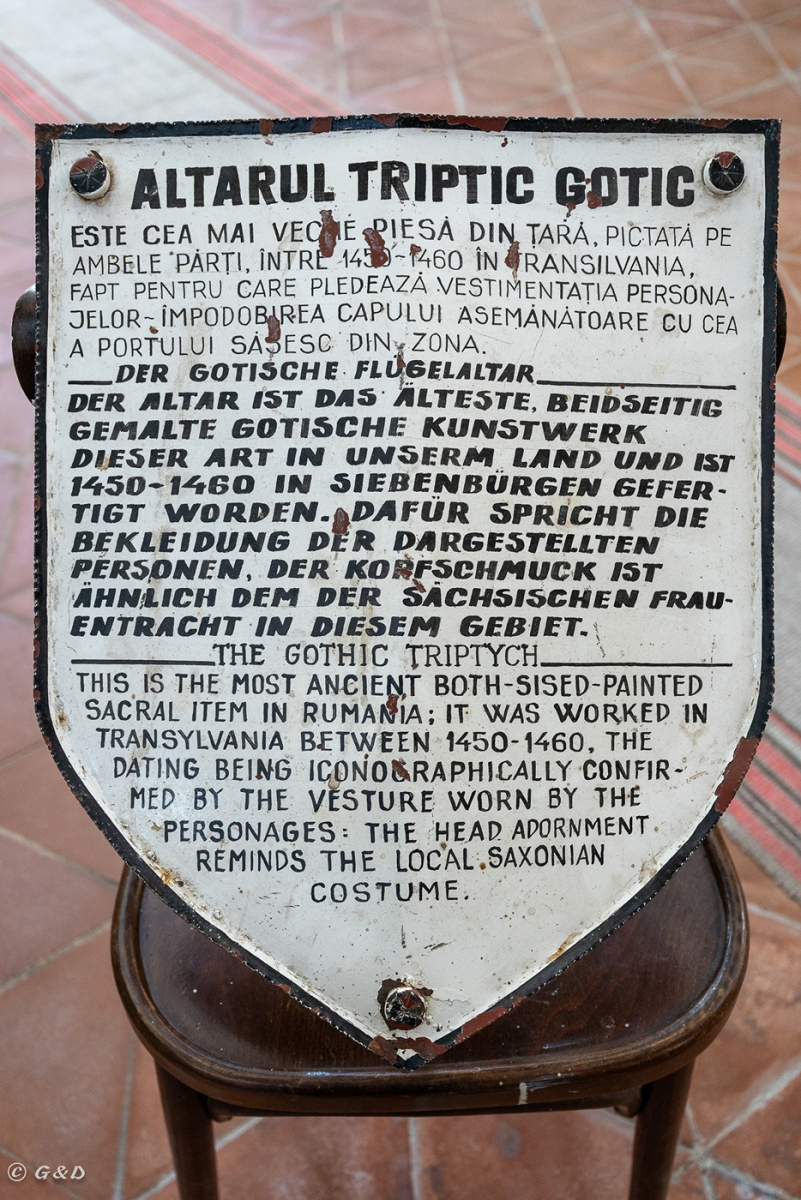 ALTARUL TRIPTIC GOTIC
ESTE CEA MAI VECHE PIESĂ DIN ȚARĂ, PICTATĂ PE
AMBELE PĂRȚI, ÎNTRE 1450-1460 ÎN TRANSILVANIA,
FAPT PENTRU CARE PLEDEAZĂ VESTIMENTAȚIA PERSONA-
JELOR-ÎMPODOBIREA CAPULUI ASEMĂNĂTOARE CU CEA
A PORTULUI SĂSESC DIN ZONA.
DER GOTISCHE FLÜGELALTAR
DER ALTAR IST DAS ÄLTESTE, BEIDSEITIG
GEMALTE GOTISCHE KUNSTWERK
DIESER ART IN UNSERM LAND UND IST
1450-1460 IN SIEBENBÜRGEN GEFER-
TIGT WORDEN. DAFÜR SPRICHT DIE
BEKLEIDUNG DER DARGESTELLTEN
PERSONEN, DER KOPFSCHMUCK IST
ÄHNLICH DEM DER SÄCHSISCHEN FRAU-
ENTRACHT IN DIESEM GEBIET.
THE GOTHIC TRIPTYCH
THIS IS THE MOST ANCIENT BOTH-SISED-PAINTED
SACRAL ITEM IN RUMANIA; IT WAS WORKED IN
TRANSYLVANIA BETWEEN 1450-1460, THE
DATING BEING ICONOGRAPHICALLY CONFIR-
MED BY THE VESTURE WORN BY THE
PERSONAGES: THE HEAD ADORNMENT
REMINDS THE LOCAL SAXONIAN
COSTUME.
© G&D